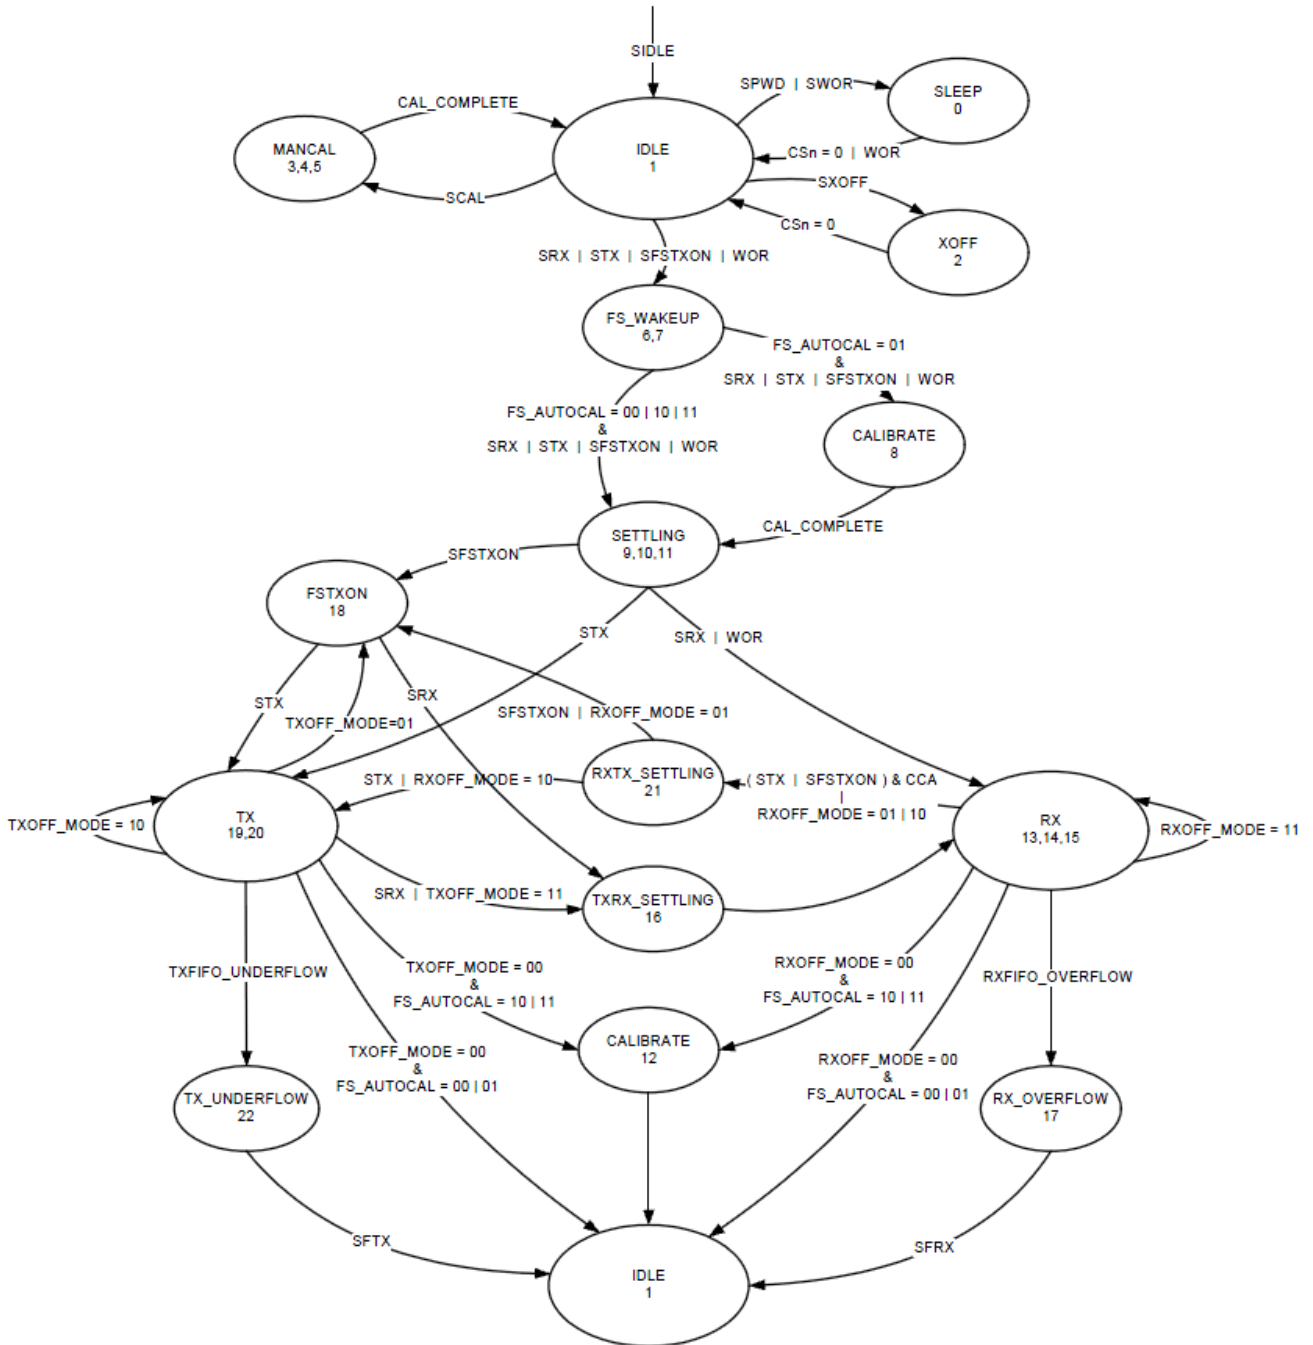 SIDLE
SPWD | SWOR
SLEEP
0
CAL_COMPLETE
MANCAL
3,4,5
IDLE
1
CSn = 0 | WOR
SCAL
SXOFF
CSn = 0
XOFF
2
SRX | STX | SFSTXON | WOR
FS_WAKEUP
6,7
FS_AUTOCAL = 01
&
SRX | STX | SFSTXON | WOR
FS_AUTOCAL = 00 | 10 | 11
&
SRX | STX | SFSTXON | WOR
CALIBRATE
8
CAL_COMPLETE
SETTLING
9,10,11
SFSTXON
FSTXON
18
STX
SRX | WOR
STX
SRX
TXOFF_MODE=01
SFSTXON | RXOFF_MODE = 01
RXTX_SETTLING
21
STX | RXOFF_MODE = 10
( STX | SFSTXON ) & CCA
|
RXOFF_MODE = 01 | 10
TXOFF_MODE = 10
TX
19,20
RX
13,14,15
RXOFF_MODE = 11
SRX | TXOFF_MODE = 11
TXRX_SETTLING
16
TXFIFO_UNDERFLOW
TXOFF_MODE = 00
&
FS_AUTOCAL = 10 | 11
RXOFF_MODE = 00
&
FS_AUTOCAL = 10 | 11
RXFIFO_OVERFLOW
CALIBRATE
12
TXOFF_MODE = 00
&
FS_AUTOCAL = 00 | 01
RXOFF_MODE = 00
&
FS_AUTOCAL = 00 | 01
TX_UNDERFLOW
22
RX_OVERFLOW
17
SFTX
SFRX
IDLE
1